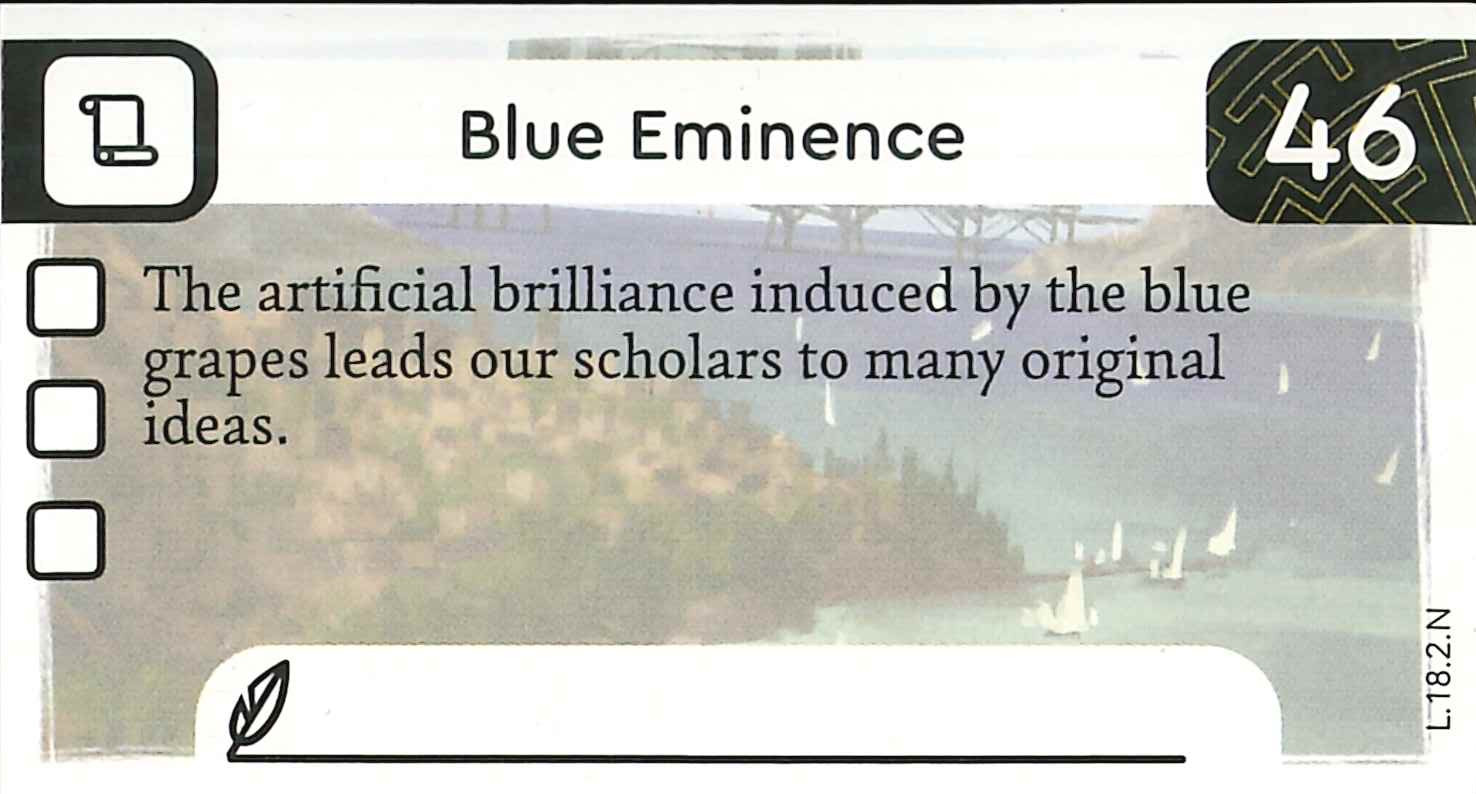 Blue Eminence
46
The artificial brilliance induced by the blue
grapes leads our scholars to many original
ideas.
L.18.2.N